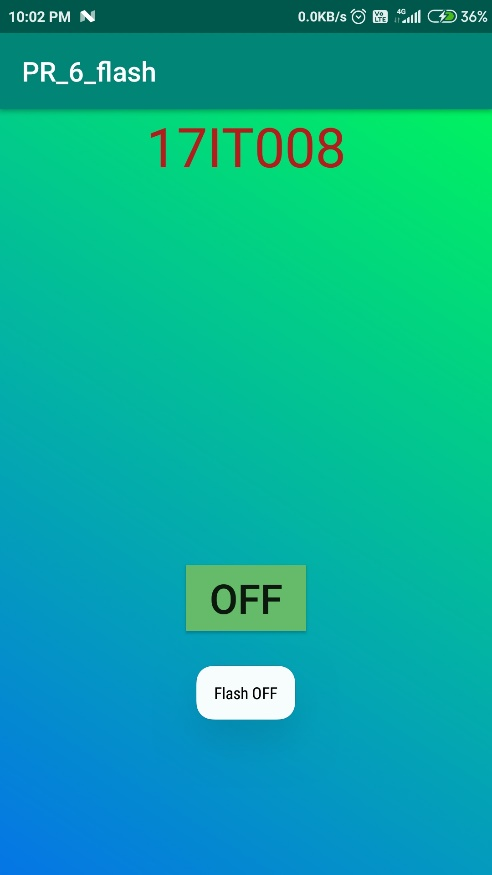 10:02 PM 0.0KB/s 4G 36%
PR_6_flash
17IT008
OFF
Flash OFF